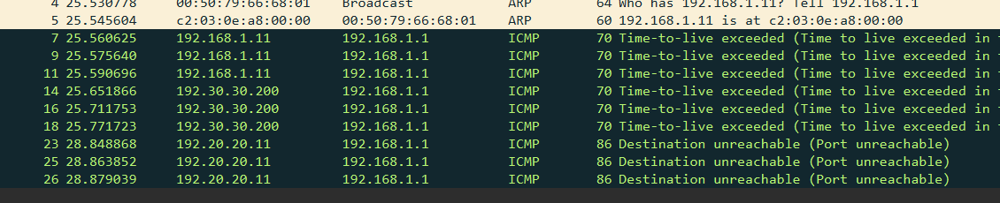 4 25.530778 00:50:79:66:68:01 Broadcast ARP 64 Who has 192.168.1.11? Tell 192.168.1.1
5 25.545604 c2:03:0e:a8:00:00 00:50:79:66:68:01 ARP 60 192.168.1.11 is at c2:03:0e:a8:00:00
7 25.560625 192.168.1.11 192.168.1.1 ICMP 70 Time-to-live exceeded (Time to live exceeded in
9 25.575640 192.168.1.11 192.168.1.1 ICMP 70 Time-to-live exceeded (Time to live exceeded in
11 25.590696 192.168.1.11 192.168.1.1 ICMP 70 Time-to-live exceeded (Time to live exceeded in
14 25.651866 192.30.30.200 192.168.1.1 ICMP 70 Time-to-live exceeded (Time to live exceeded in
16 25.711753 192.30.30.200 192.168.1.1 ICMP 70 Time-to-live exceeded (Time to live exceeded in
18 25.771723 192.30.30.200 192.168.1.1 ICMP 70 Time-to-live exceeded (Time to live exceeded in
23 28.848868 192.20.20.11 192.168.1.1 ICMP 86 Destination unreachable (Port unreachable)
25 28.863852 192.20.20.11 192.168.1.1 ICMP 86 Destination unreachable (Port unreachable)
26 28.879039 192.20.20.11 192.168.1.1 ICMP 86 Destination unreachable (Port unreachable)